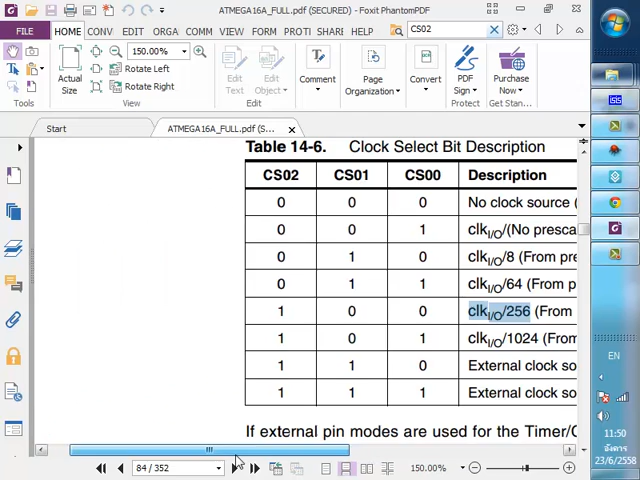 ATMEGA16A_FULL.pdf (SECURED) - Foxit PhantomPDF
FILE HOME CONV EDIT ORGA COMM PROTI SHARE HELP CS02
Actual Size
150.00%
Rotate Left
Rotate Right
Edit Text
Edit Object
Comment
Page Organization
Convert
PDF Sign
Purchase Now
Tools View Edit Protect Get Stan...
Start ATMEGA16A_FULL.pdf (S...
Table 14-6. Clock Select Bit Description
CS02 CS01 CS00 Description
0 0 0 No clock source (
0 0 1 clkI/O/(No presca
0 1 0 clkI/O/8 (From pre
0 1 1 clkI/O/64 (From p
1 0 0 clkI/O/256 (From
1 0 1 clkI/O/1024 (From
1 1 0 External clock so
1 1 1 External clock so
If external pin modes are used for the Timer/C
84 / 352 150.00%
ISIS
EN
11:50
23/6/2558